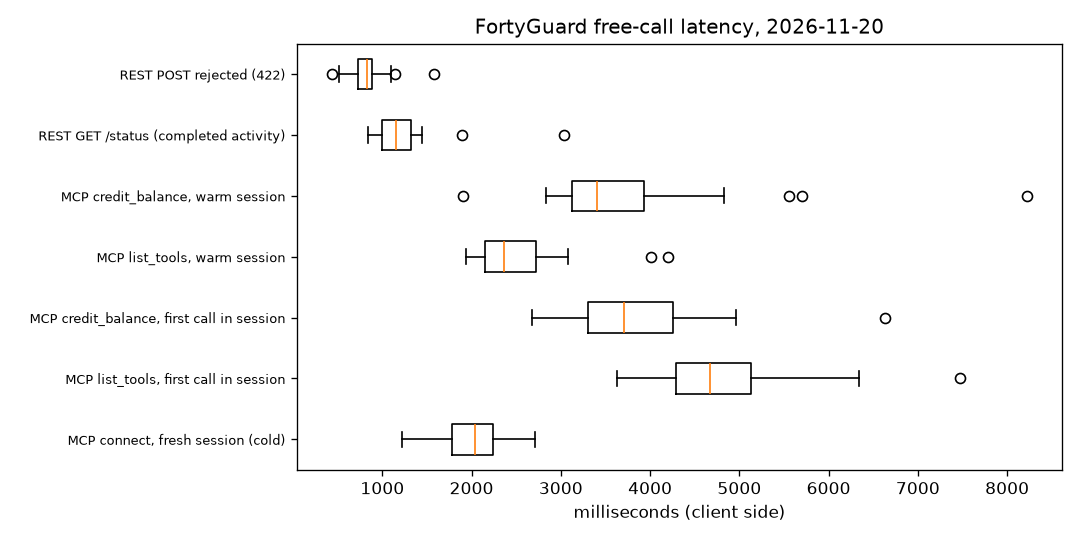 FortyGuard free-call latency, 2026-11-20
REST POST rejected (422)
REST GET /status (completed activity)
MCP credit_balance, warm session
MCP list_tools, warm session
MCP credit_balance, first call in session
MCP list_tools, first call in session
MCP connect, fresh session (cold)
1000 2000 3000 4000 5000 6000 7000 8000
milliseconds (client side)